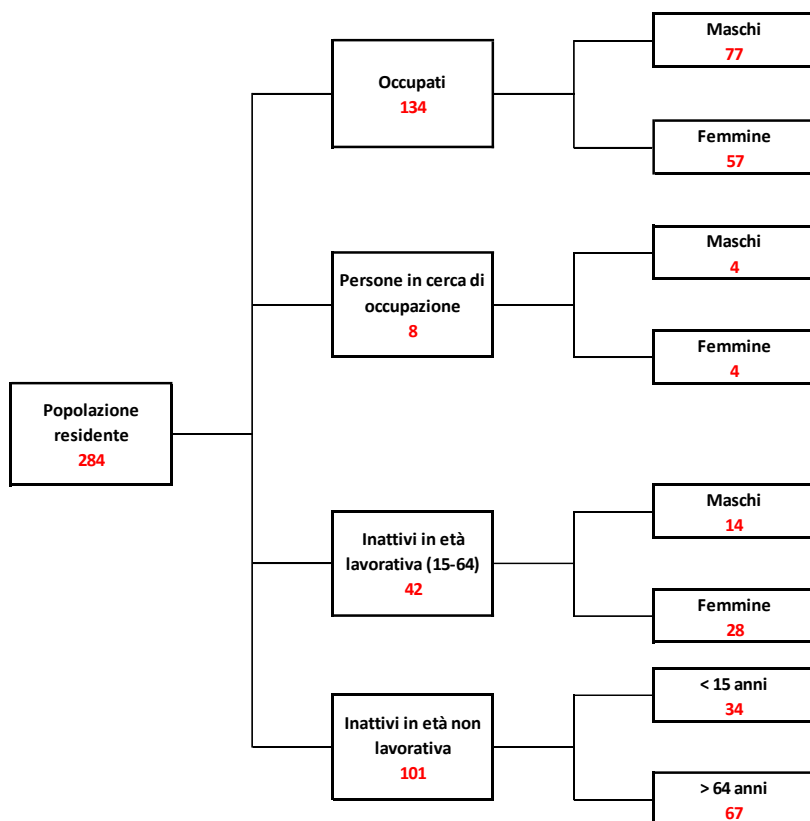 Popolazione
residente
284
Occupati
134
Maschi
77
Femmine
57
Persone in cerca di
occupazione
8
Maschi
4
Femmine
4
Inattivi in età
lavorativa (15-64)
42
Maschi
14
Femmine
28
Inattivi in età non
lavorativa
101
< 15 anni
34
> 64 anni
67